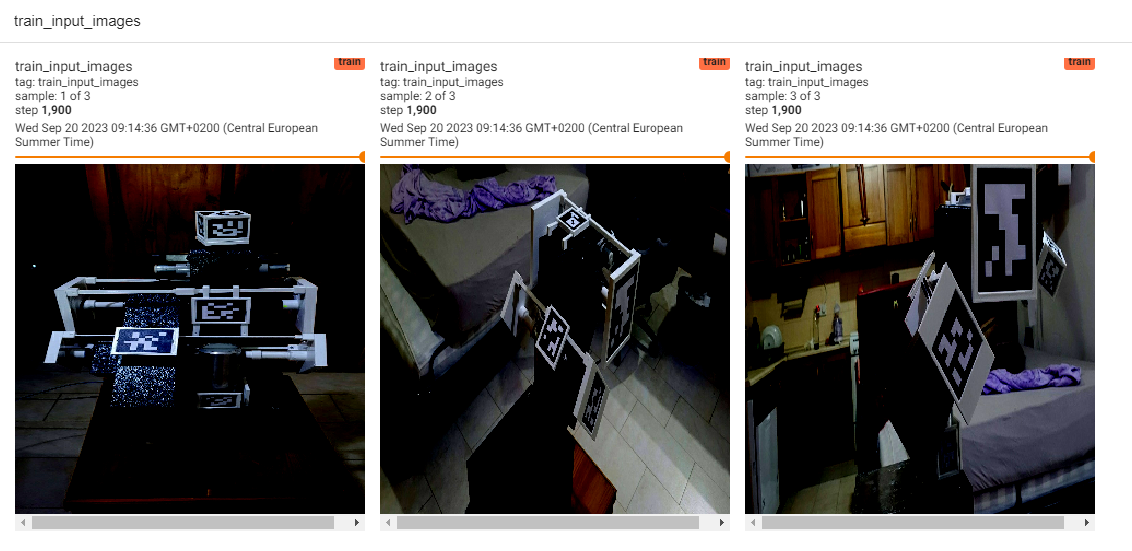 train_input_images
train_input_images
train
tag: train_input_images
sample: 1 of 3
step 1,900
Wed Sep 20 2023 09:14:36 GMT+0200 (Central European
Summer Time)
train_input_images
train
tag: train_input_images
sample: 2 of 3
step 1,900
Wed Sep 20 2023 09:14:36 GMT+0200 (Central European
Summer Time)
train_input_images
train
tag: train_input_images
sample: 3 of 3
step 1,900
Wed Sep 20 2023 09:14:36 GMT+0200 (Central European
Summer Time)